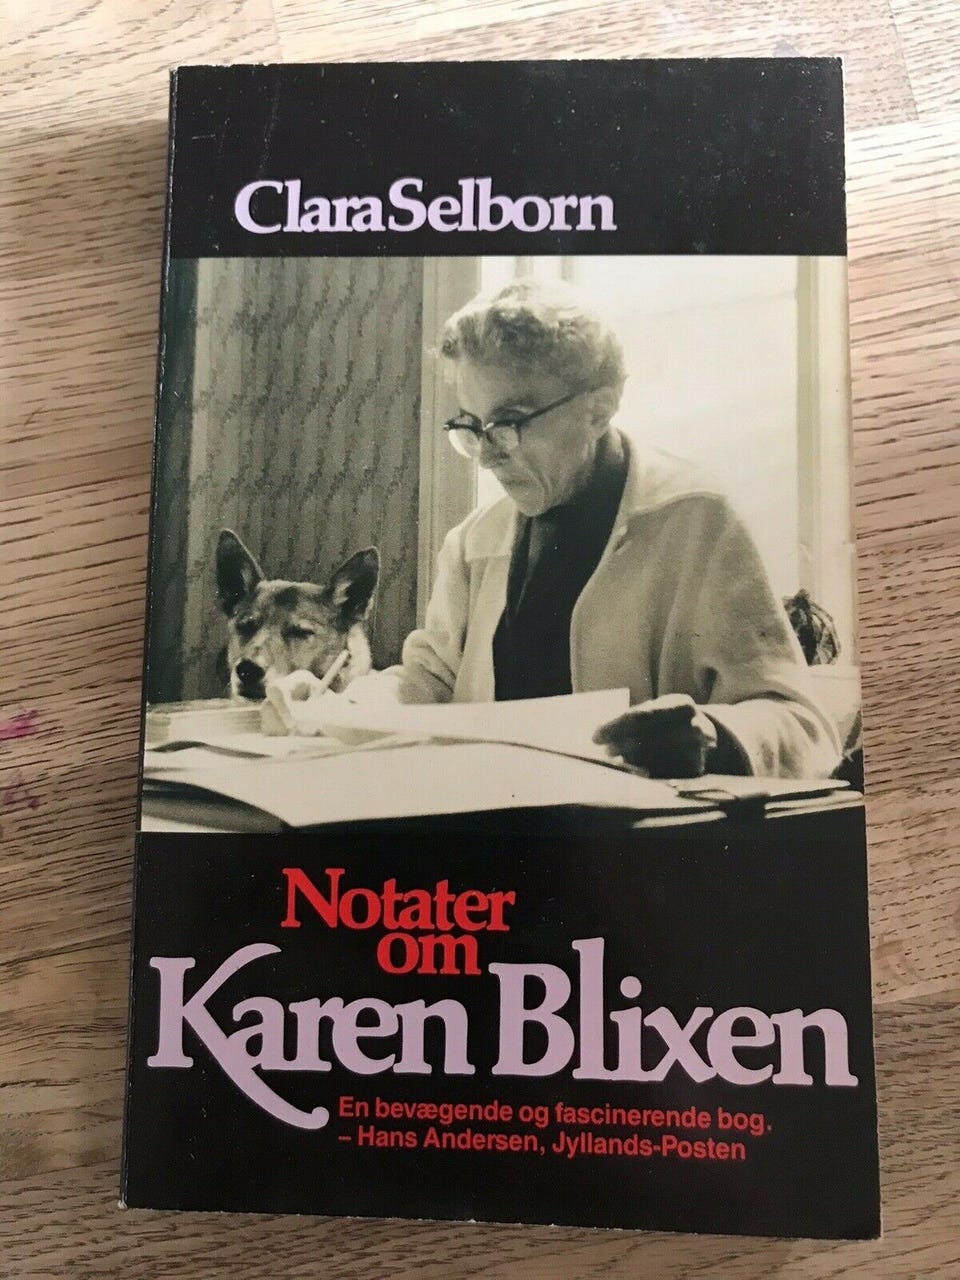 Clara Selborn
Notater
om
Karen Blixen
En bevægende og fascinerende bog.
– Hans Andersen, Jyllands-Posten